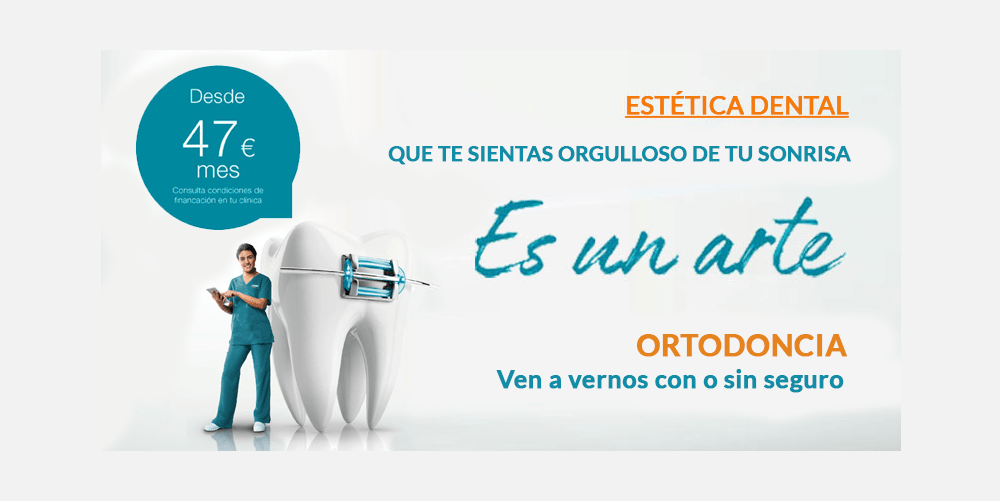 Desde
47 €
mes
Consulta condiciones de
financación en tu clínica
ESTÉTICA DENTAL
QUE TE SIENTAS ORGULLOSO DE TU SONRISA
Es un arte
ORTODONCIA
Ven a vernos con o sin seguro